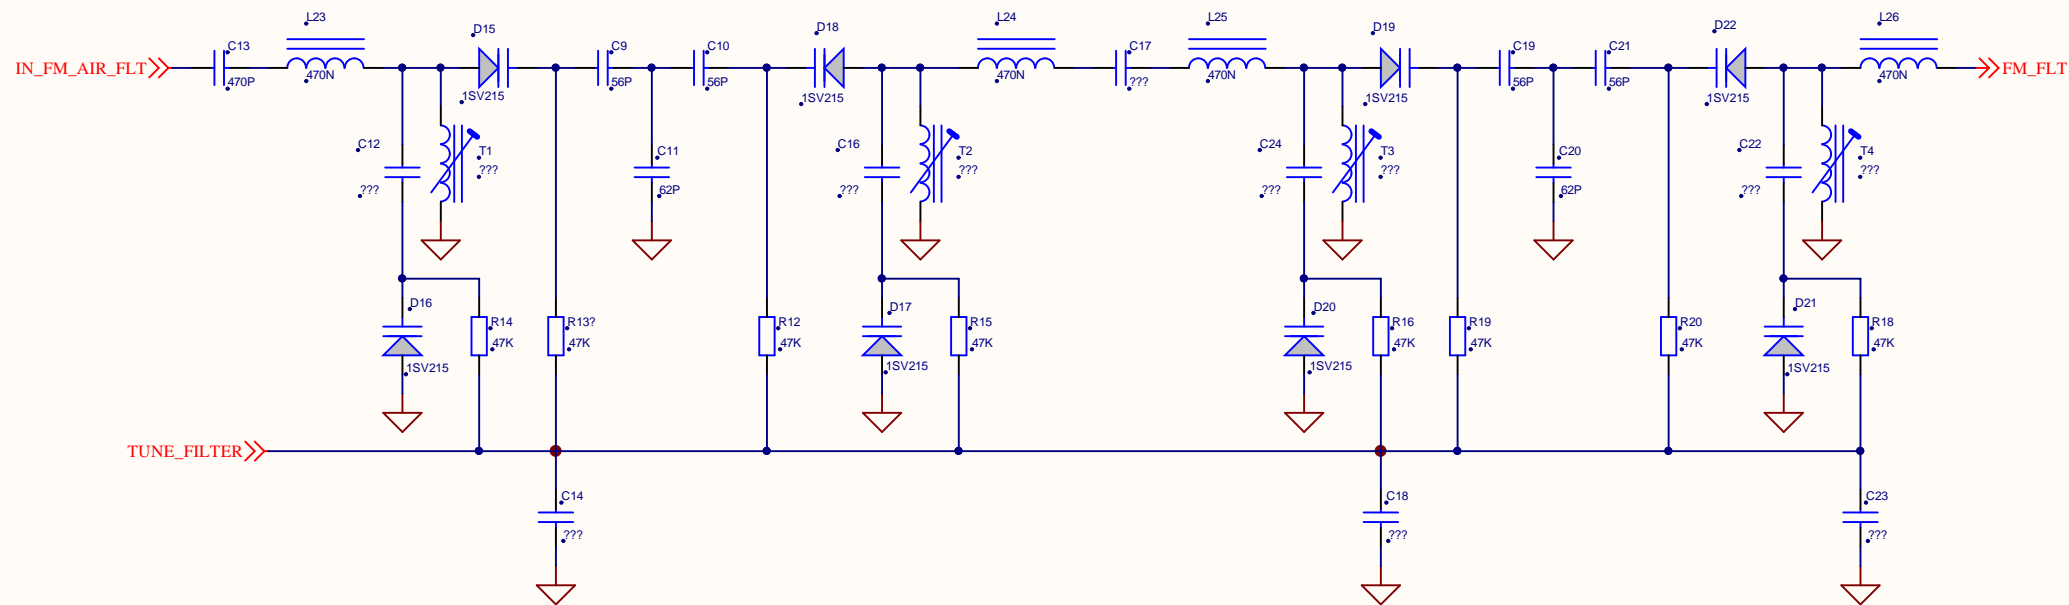 L23
D15
D18
L24
L25
D19
D22
L26
IN_FM_AIR_FLT
C13
470P
470N
1SV215
C9
56P
C10
56P
1SV215
470N
C17
???
470N
1SV215
C19
56P
C21
56P
1SV215
470N
FM_FLT
C12
???
T1
???
C11
62P
C16
???
T2
???
C24
???
T3
???
C20
62P
C22
???
T4
???
D16
1SV215
R14
47K
R13?
47K
R12
47K
D17
1SV215
R15
47K
D20
1SV215
R16
47K
R19
47K
R20
47K
D21
1SV215
R18
47K
TUNE_FILTER
C14
???
C18
???
C23
???